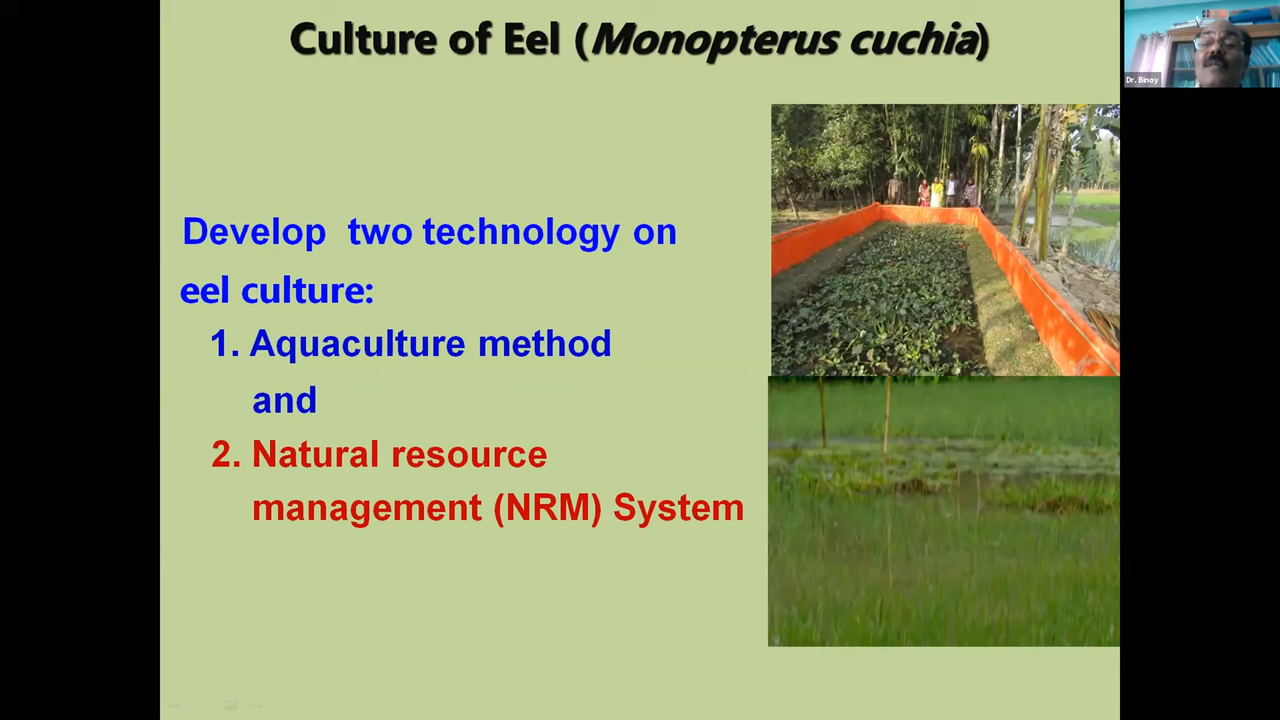 Culture of Eel (Monopterus cuchia)
Dr. Binoy
Develop two technology on
eel culture:
1. Aquaculture method
and
2. Natural resource
management (NRM) System